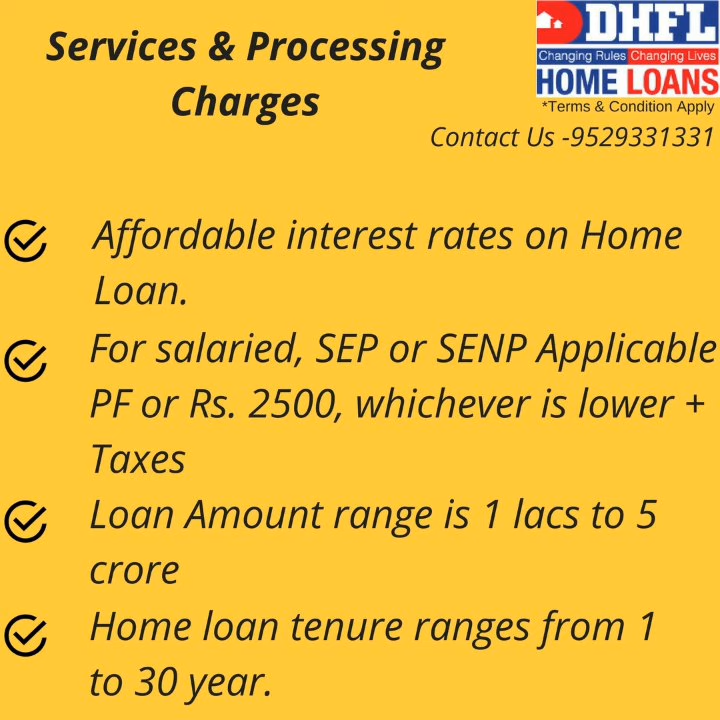 Services & Processing
Charges
DHFL
Changing Rules Changing Lives
HOME LOANS
*Terms & Condition Apply
Contact Us -9529331331
Affordable interest rates on Home
Loan.
For salaried, SEP or SENP Applicable
PF or Rs. 2500, whichever is lower +
Taxes
Loan Amount range is 1 lacs to 5
crore
Home loan tenure ranges from 1
to 30 year.